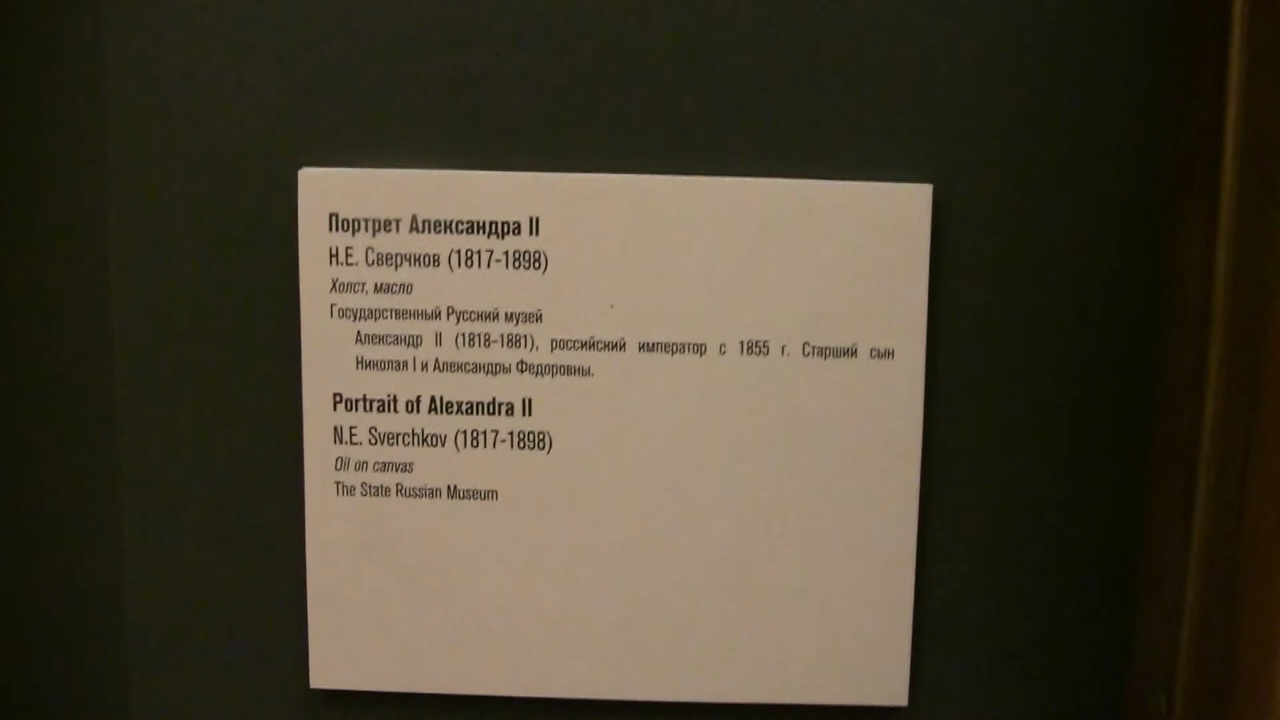 Портрет Александра II
Н.Е. Сверчков (1817-1898)
Холст, масло
Государственный Русский музей
Александр II (1818-1881), российский император с 1855 г. Старший сын
Николая I и Александры Федоровны.
Portrait of Alexandra II
N.E. Sverchkov (1817-1898)
Oil on canvas
The State Russian Museum